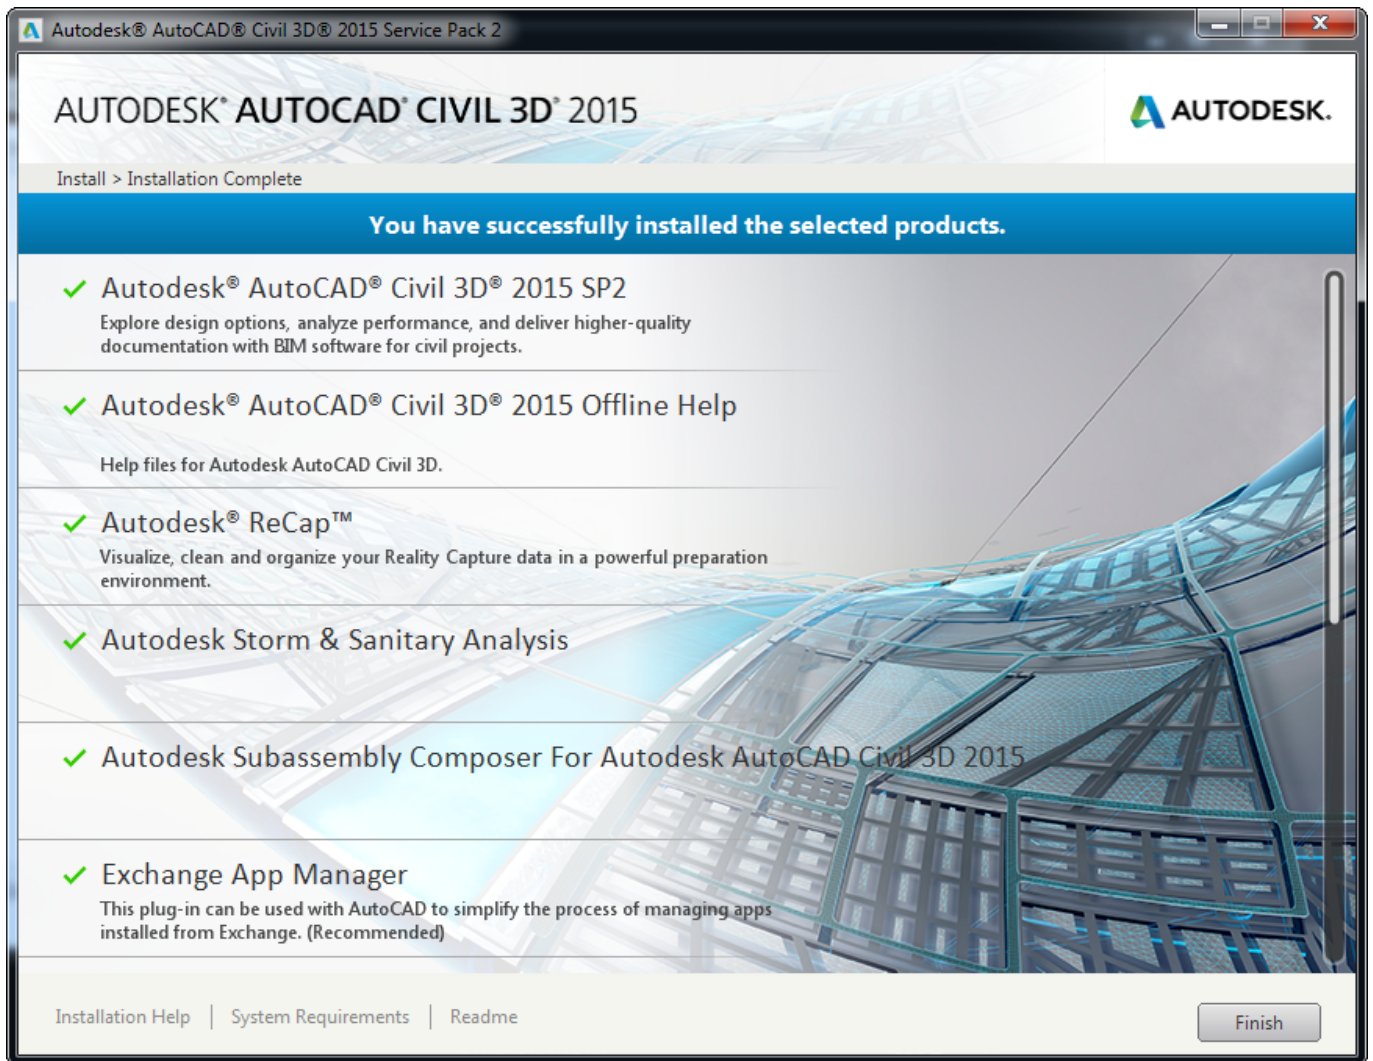 Autodesk® AutoCAD® Civil 3D® 2015 Service Pack 2
AUTODESK® AUTOCAD® CIVIL 3D® 2015
AUTODESK.
Install > Installation Complete
You have successfully installed the selected products.
Autodesk® AutoCAD® Civil 3D® 2015 SP2
Explore design options, analyze performance, and deliver higher-quality
documentation with BIM software for civil projects.
Autodesk® AutoCAD® Civil 3D® 2015 Offline Help
Help files for Autodesk AutoCAD Civil 3D.
Autodesk® ReCap™
Visualize, clean and organize your Reality Capture data in a powerful preparation
environment.
Autodesk Storm & Sanitary Analysis
Autodesk Subassembly Composer For Autodesk AutoCAD Civil 3D 2015
Exchange App Manager
This plug-in can be used with AutoCAD to simplify the process of managing apps
installed from Exchange. (Recommended)
Installation Help | System Requirements | Readme
Finish